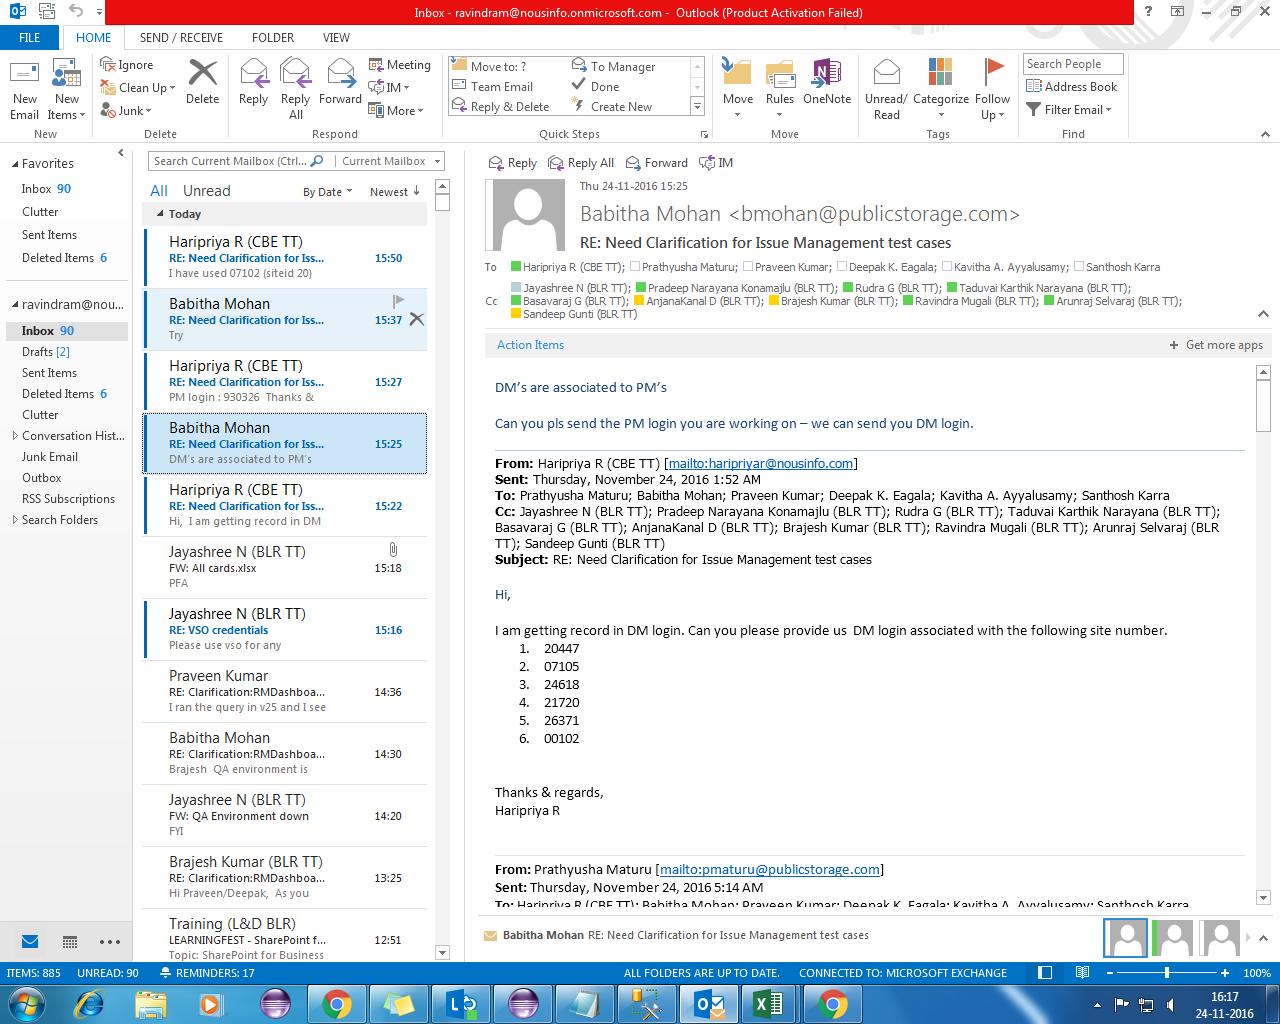 Inbox - ravindram@nousinfo.onmicrosoft.com - Outlook (Product Activation Failed)
FILE HOME SEND / RECEIVE FOLDER VIEW
New Email
New Items
New
Ignore
Clean Up
Junk
Delete
Delete
Reply
Reply All
Forward
Meeting
IM
More
Respond
Move to: ?
Team Email
Reply & Delete
To Manager
Done
Create New
Quick Steps
Move
Rules
OneNote
Move
Unread/ Read
Categorize
Follow Up
Tags
Search People
Address Book
Filter Email
Find
Favorites
Inbox 90
Clutter
Sent Items
Deleted Items 6
ravindram@nou...
Inbox 90
Drafts [2]
Sent Items
Deleted Items 6
Clutter
Conversation Hist...
Junk Email
Outbox
RSS Subscriptions
Search Folders
Search Current Mailbox (Ctrl... Current Mailbox
All Unread By Date Newest
Today
Haripriya R (CBE TT)
RE: Need Clarification for Iss... 15:50
I have used 07102 (siteid 20)
Babitha Mohan
RE: Need Clarification for Iss... 15:37
Try
Haripriya R (CBE TT)
RE: Need Clarification for Iss... 15:27
PM login : 930326 Thanks &
Babitha Mohan
RE: Need Clarification for Iss... 15:25
DM's are associated to PM's
Haripriya R (CBE TT)
RE: Need Clarification for Iss... 15:22
Hi, I am getting record in DM
Jayashree N (BLR TT)
FW: All cards.xlsx 15:18
PFA
Jayashree N (BLR TT)
RE: VSO credentials 15:16
Please use vso for any
Praveen Kumar
RE: Clarification:RMDashboa... 14:36
I ran the query in v25 and I see
Babitha Mohan
RE: Clarification:RMDashboa... 14:30
Brajesh QA environment is
Jayashree N (BLR TT)
FW: QA Environment down 14:20
FYI
Brajesh Kumar (BLR TT)
RE: Clarification:RMDashboa... 13:25
Hi Praveen/Deepak, As you
Training (L&D BLR)
LEARNINGFEST - SharePoint f... 12:51
Topic: SharePoint for Business
Reply Reply All Forward IM
Thu 24-11-2016 15:25
Babitha Mohan <bmohan@publicstorage.com>
RE: Need Clarification for Issue Management test cases
To Haripriya R (CBE TT); Prathyusha Maturu; Praveen Kumar; Deepak K. Eagala; Kavitha A. Ayyalusamy; Santhosh Karra
Jayashree N (BLR TT); Pradeep Narayana Konamajlu (BLR TT); Rudra G (BLR TT); Taduvai Karthik Narayana (BLR TT);
Cc Basavaraj G (BLR TT); AnjanaKanal D (BLR TT); Brajesh Kumar (BLR TT); Ravindra Mugali (BLR TT); Arunraj Selvaraj (BLR TT);
Sandeep Gunti (BLR TT)
Action Items + Get more apps
DM's are associated to PM's
Can you pls send the PM login you are working on – we can send you DM login.
From: Haripriya R (CBE TT) [mailto:haripriyar@nousinfo.com]
Sent: Thursday, November 24, 2016 1:52 AM
To: Prathyusha Maturu; Babitha Mohan; Praveen Kumar; Deepak K. Eagala; Kavitha A. Ayyalusamy; Santhosh Karra
Cc: Jayashree N (BLR TT); Pradeep Narayana Konamajlu (BLR TT); Rudra G (BLR TT); Taduvai Karthik Narayana (BLR TT);
Basavaraj G (BLR TT); AnjanaKanal D (BLR TT); Brajesh Kumar (BLR TT); Ravindra Mugali (BLR TT); Arunraj Selvaraj (BLR
TT); Sandeep Gunti (BLR TT)
Subject: RE: Need Clarification for Issue Management test cases
Hi,
I am getting record in DM login. Can you please provide us DM login associated with the following site number.
1. 20447
2. 07105
3. 24618
4. 21720
5. 26371
6. 00102
Thanks & regards,
Haripriya R
From: Prathyusha Maturu [mailto:pmaturu@publicstorage.com]
Sent: Thursday, November 24, 2016 5:14 AM
To: Haripriya R (CBE TT); Babitha Mohan; Praveen Kumar; Deepak K. Eagala; Kavitha A. Ayyalusamy; Santhosh Karra
Babitha Mohan RE: Need Clarification for Issue Management test cases
ITEMS: 885 UNREAD: 90 REMINDERS: 17 ALL FOLDERS ARE UP TO DATE. CONNECTED TO: MICROSOFT EXCHANGE 100%
16:17
24-11-2016